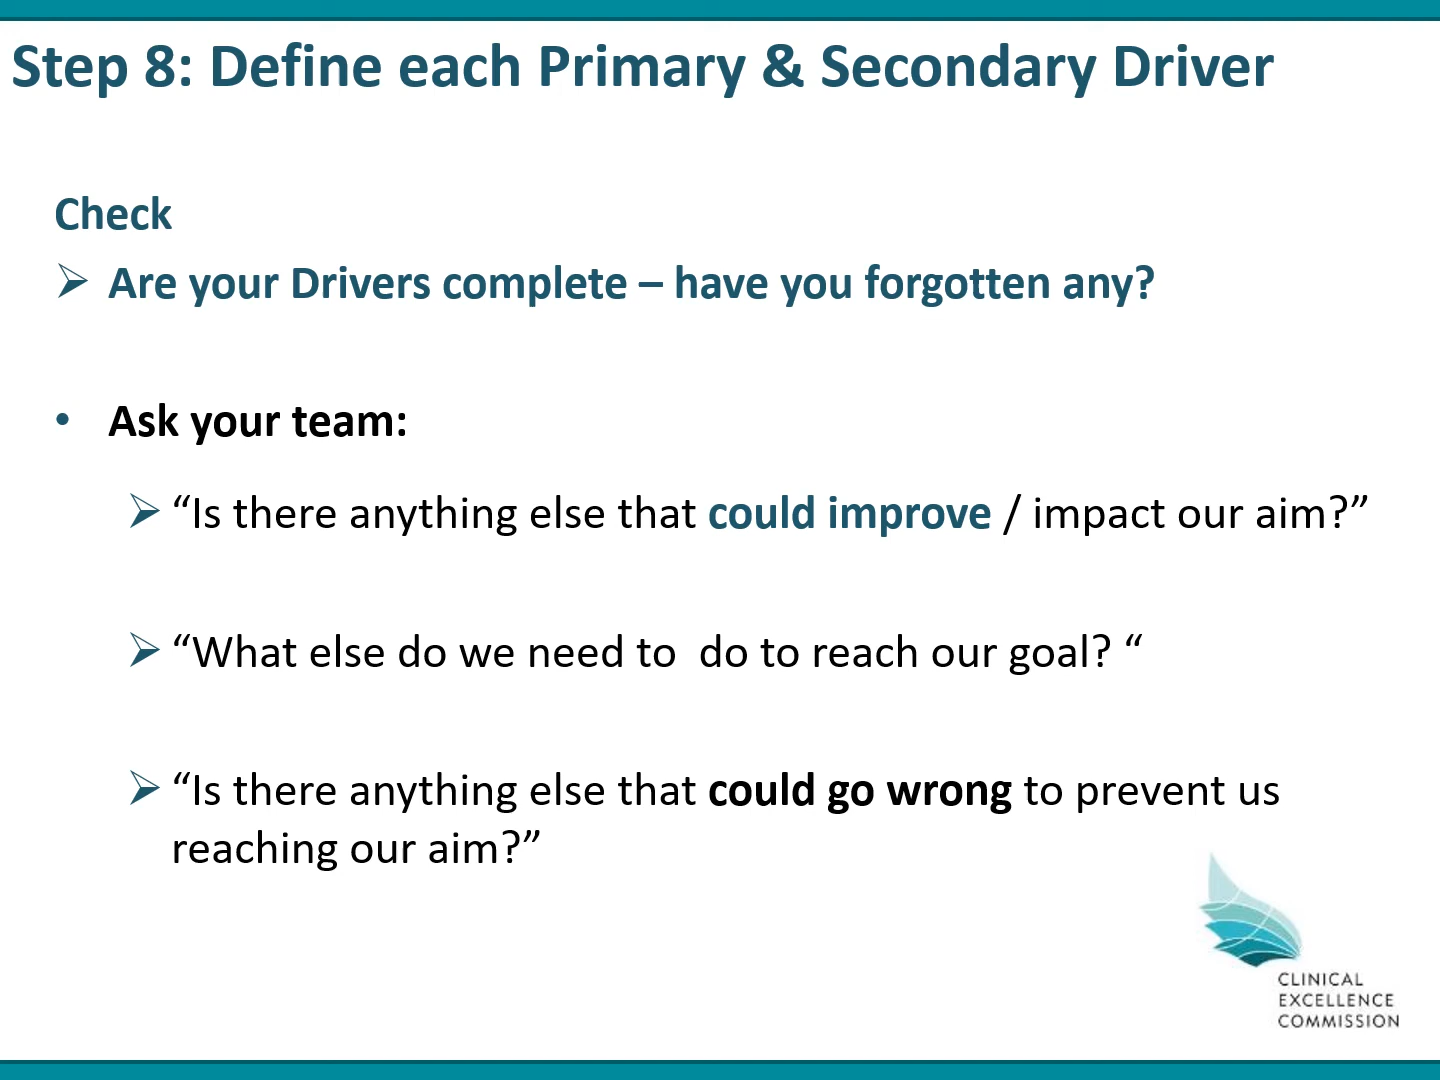 Step 8: Define each Primary & Secondary Driver
Check
➢ Are your Drivers complete – have you forgotten any?
• Ask your team:
➢ “Is there anything else that could improve / impact our aim?”
➢ “What else do we need to  do to reach our goal? “
➢ “Is there anything else that could go wrong to prevent us
reaching our aim?”
CLINICAL
EXCELLENCE
COMMISSION